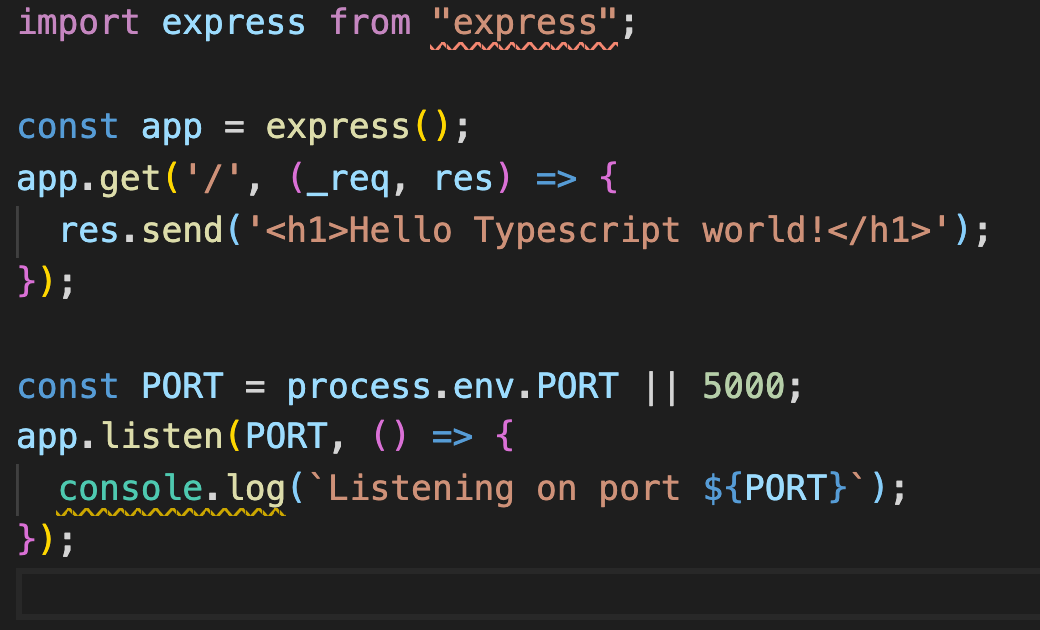 import express from "express";
const app = express();
app.get('/', (_req, res) => {
res.send('<h1>Hello Typescript world!</h1>');
});
const PORT = process.env.PORT || 5000;
app.listen(PORT, () => {
console.log(`Listening on port ${PORT}`);
});